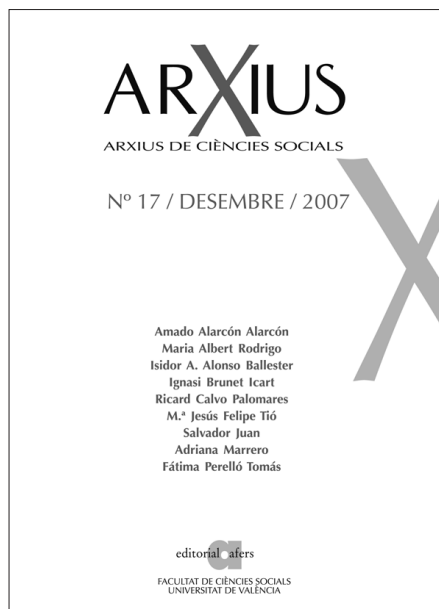 ARXIUS
ARXIUS DE CIÈNCIES SOCIALS
Nº 17 / DESEMBRE / 2007
X
Amado Alarcón Alarcón
Maria Albert Rodrigo
Isidor A. Alonso Ballester
Ignasi Brunet Icart
Ricard Calvo Palomares
M.ª Jesús Felipe Tió
Salvador Juan
Adriana Marrero
Fátima Perelló Tomás
editorial afers
FACULTAT DE CIÈNCIES SOCIALS
UNIVERSITAT DE VALÈNCIA